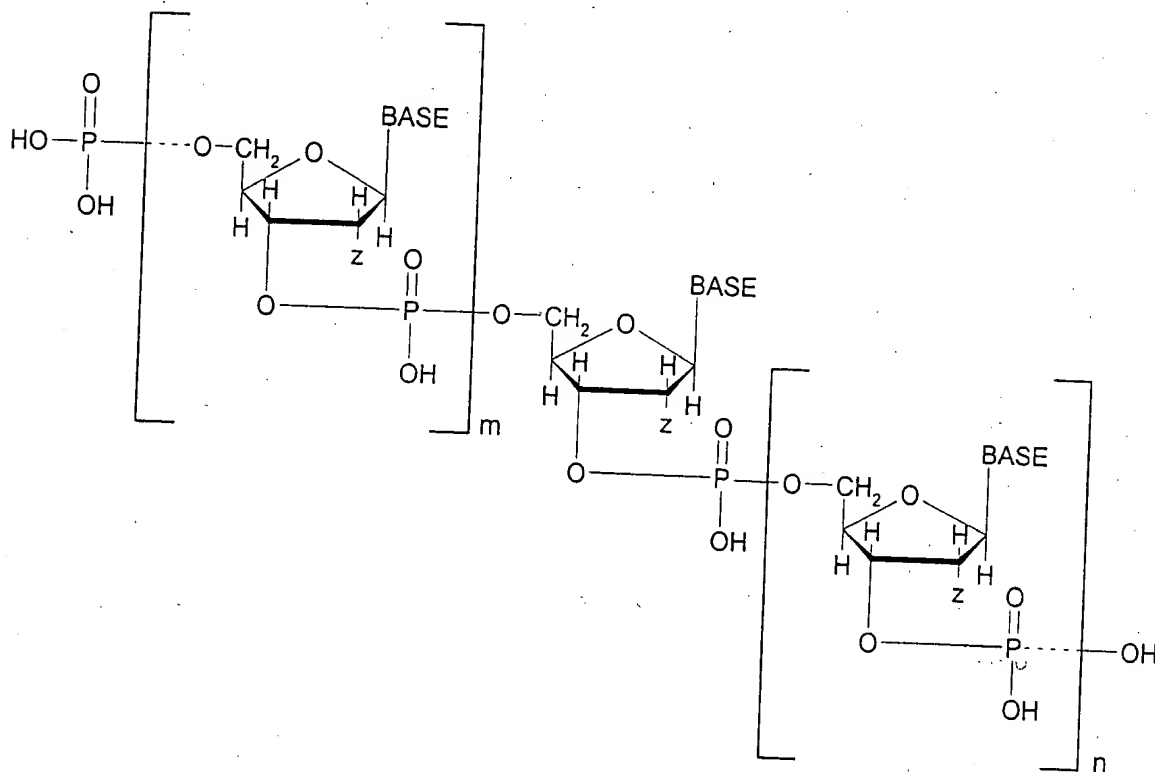 O
BASE
HO P O CH₂ O
H H
OH H H
z
O
BASE
O P O CH₂ O
OH H H
m H H
z
O
BASE
O P O CH₂ O
OH H H
H H
z
O
O P OH
OH
n